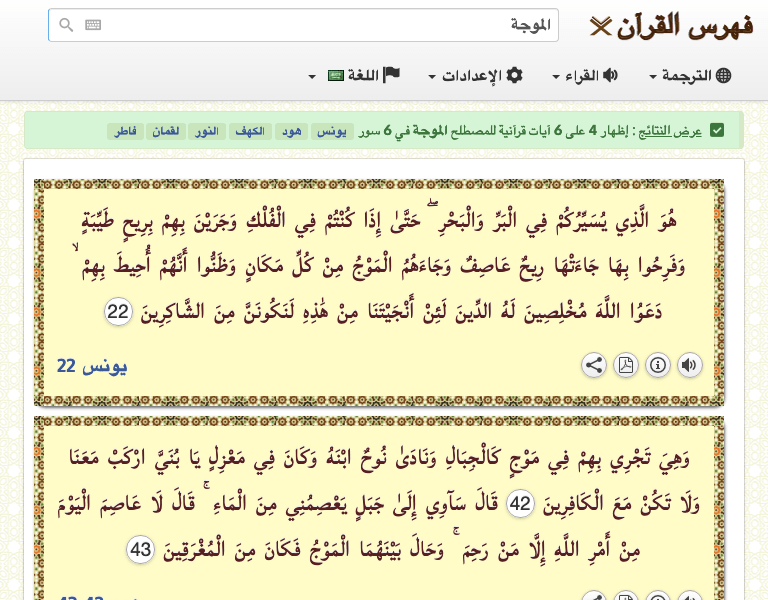 فهرس القرآن
الموجة
الترجمة
القراء
الإعدادات
اللغة
عرض النتائج : إظهار 4 على 6 آيات قرآنية للمصطلح الموجة في 6 سور يونس هود الكهف النور لقمان فاطر
هُوَ الَّذِي يُسَيِّرُكُمْ فِي الْبَرِّ وَالْبَحْرِ ۖ حَتَّىٰ إِذَا كُنْتُمْ فِي الْفُلْكِ وَجَرَيْنَ بِهِمْ بِرِيحٍ طَيِّبَةٍ
وَفَرِحُوا بِهَا جَاءَتْهَا رِيحٌ عَاصِفٌ وَجَاءَهُمُ الْمَوْجُ مِنْ كُلِّ مَكَانٍ وَظَنُّوا أَنَّهُمْ أُحِيطَ بِهِمْ ۙ
دَعَوُا اللَّهَ مُخْلِصِينَ لَهُ الدِّينَ لَئِنْ أَنْجَيْتَنَا مِنْ هَٰذِهِ لَنَكُونَنَّ مِنَ الشَّاكِرِينَ 22
يونس 22
وَهِيَ تَجْرِي بِهِمْ فِي مَوْجٍ كَالْجِبَالِ وَنَادَىٰ نُوحٌ ابْنَهُ وَكَانَ فِي مَعْزِلٍ يَا بُنَيَّ ارْكَبْ مَعَنَا
وَلَا تَكُنْ مَعَ الْكَافِرِينَ 42 قَالَ سَآوِي إِلَىٰ جَبَلٍ يَعْصِمُنِي مِنَ الْمَاءِ ۚ قَالَ لَا عَاصِمَ الْيَوْمَ
مِنْ أَمْرِ اللَّهِ إِلَّا مَنْ رَحِمَ ۚ وَحَالَ بَيْنَهُمَا الْمَوْجُ فَكَانَ مِنَ الْمُغْرَقِينَ 43